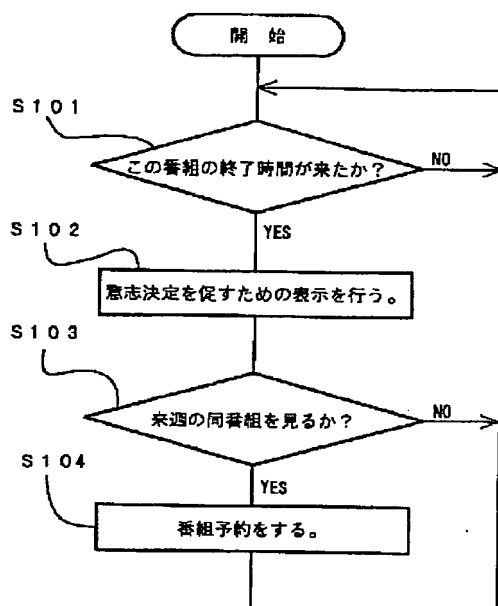 開 始
S101
この番組の終了時間が来たか？
NO
YES
S102
意志決定を促すための表示を行う。
S103
来週の同番組を見るか？
NO
YES
S104
番組予約をする。